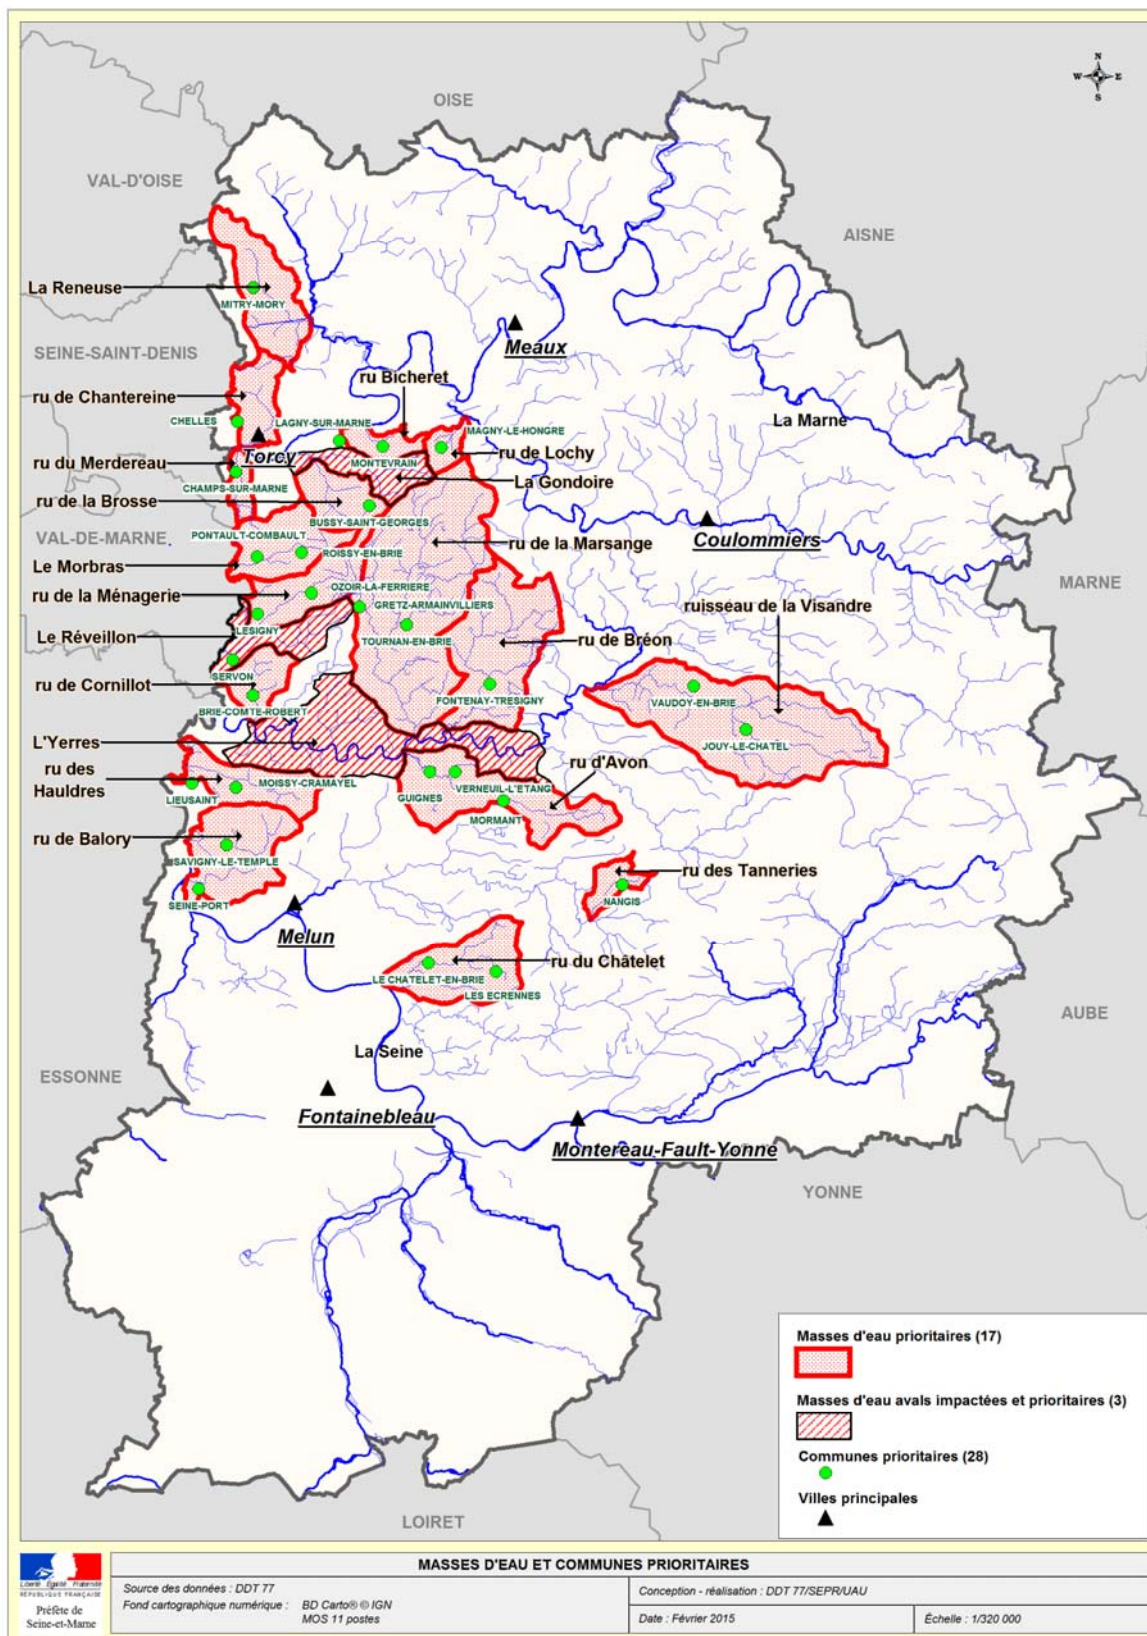 OISE
N
W E
S
VAL-D'OISE
AISNE
La Reneuse
MITRY-MORY
SEINE-SAINT-DENIS
Meaux
ru Bicheret
ru de Chantereine
La Marne
CHELLES
LAGNY-SUR-MARNE
MAGNY-LE-HONGRE
ru de Lochy
Torcy
MONTEVRAIN
ru du Merdereau
La Gondoire
CHAMPS-SUR-MARNE
ru de la Brosse
BUSSY-SAINT-GEORGES
VAL-DE-MARNE
PONTAULT-COMBAULT
Coulommiers
ru de la Marsange
ROISSY-EN-BRIE
Le Morbras
MARNE
OZOIR-LA-FERRIERE
ru de la Ménagerie
GRETZ-ARMAINVILLIERS
ruisseau de la Visandre
LESIGNY
Le Réveillon
TOURNAN-EN-BRIE
ru de Bréon
SERVON
ru de Cornillot
FONTENAY-TRESIGNY
VAUDOY-EN-BRIE
BRIE-COMTE-ROBERT
L'Yerres
JOUY-LE-CHATEL
ru des
Hauldres
ru d'Avon
MOISSY-CRAMAYEL
VERNEUIL-L'ETANG
LIEUSAINT
GUIGNES
MORMANT
ru de Balory
SAVIGNY-LE-TEMPLE
ru des Tanneries
SEINE-PORT
NANGIS
Melun
ru du Châtelet
LE CHATELET-EN-BRIE
LES ECRENNES
AUBE
La Seine
ESSONNE
Fontainebleau
Montereau-Fault-Yonne
YONNE
Masses d'eau prioritaires (17)
Masses d'eau avals impactées et prioritaires (3)
Communes prioritaires (28)
Villes principales
LOIRET
Liberté • Égalité • Fraternité
RÉPUBLIQUE FRANÇAISE
Préfète de
Seine-et-Marne
MASSES D'EAU ET COMMUNES PRIORITAIRES
Source des données : DDT 77
Fond cartographique numérique : BD Carto® © IGN
MOS 11 postes
Conception - réalisation : DDT 77/SEPR/UAU
Date : Février 2015
Échelle : 1/320 000